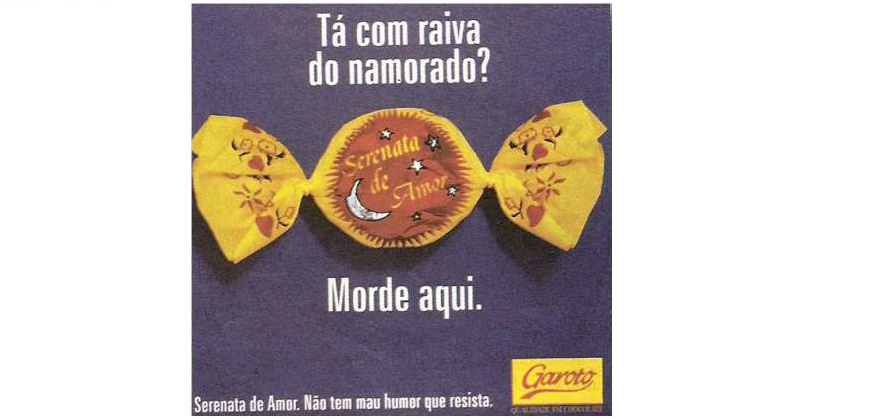 Tá com raiva
do namorado?
Serenata
de Amor
Morde aqui.
Garoto
QUALIDADE EM CHOCOLATE
Serenata de Amor. Não tem mau humor que resista.